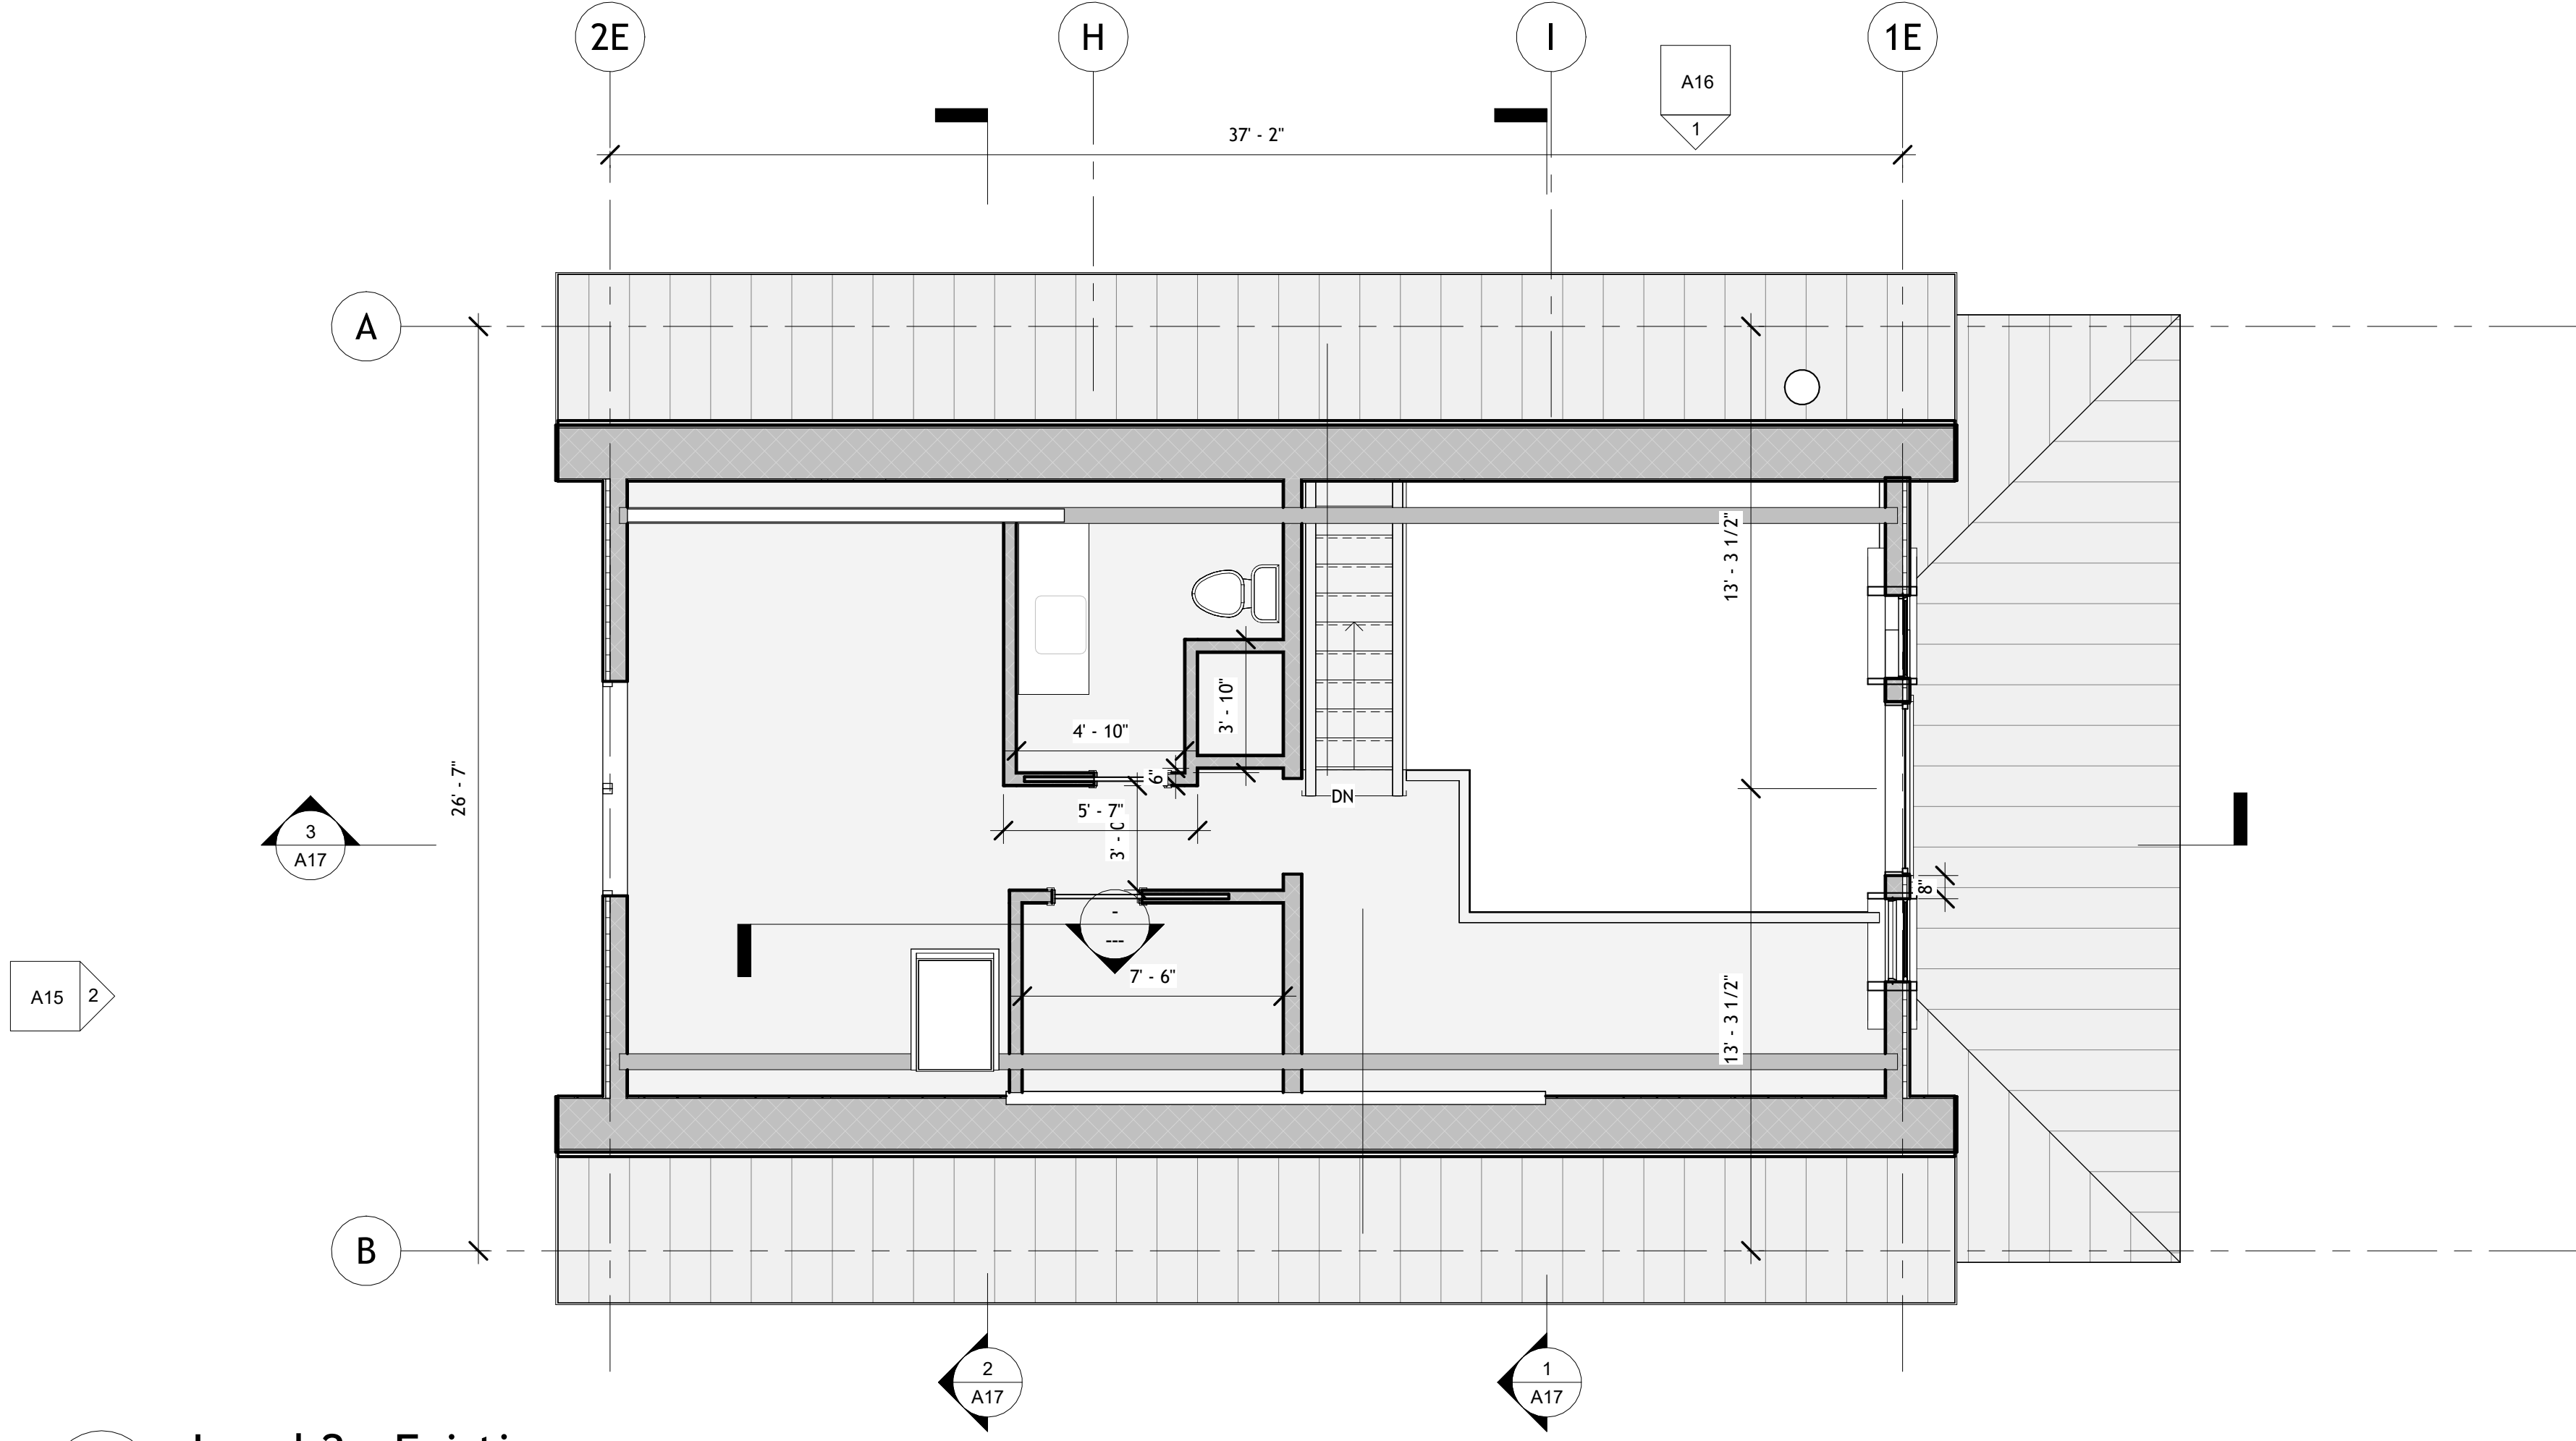 2E
H
I
1E
A16
1
37' - 2"
A
13' - 3 1/2"
3' - 10"
4' - 10"
6"
DN
5' - 7"
26' - 7"
3
A17
8"
-
---
7' - 6"
A15
2
13' - 3 1/2"
B
2
A17
1
A17